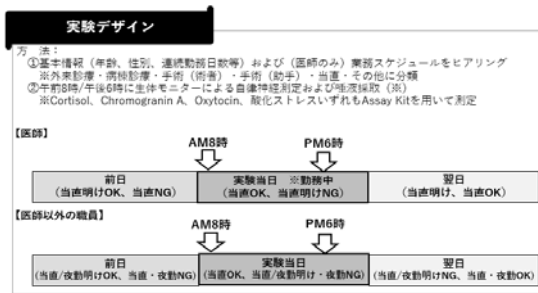 実験デザイン
方　法：
①基本情報（年齢、性別、連続勤務日数等）および（医師のみ）業務スケジュールをヒアリング
※外来診療・病棟診療・手術（術者）・手術（助手）・当直・その他に分類
②午前8時/午後6時に生体モニターによる自律神経測定および唾液採取（※）
※Cortisol、Chromogranin A、Oxytocin、酸化ストレスいずれもAssay Kitを用いて測定
【医師】
AM8時
PM6時
前日
（当直明けOK、当直NG）
実験当日　※勤務中
（当直OK、当直明けNG）
翌日
（当直明け、当直OK）
【医師以外の職員】
AM8時
PM6時
前日
（当直/夜勤明けOK、当直・夜勤NG）
実験当日
（当直OK、当直/夜勤明け・夜勤NG）
翌日
（当直/夜勤明けNG、当直・夜勤OK）